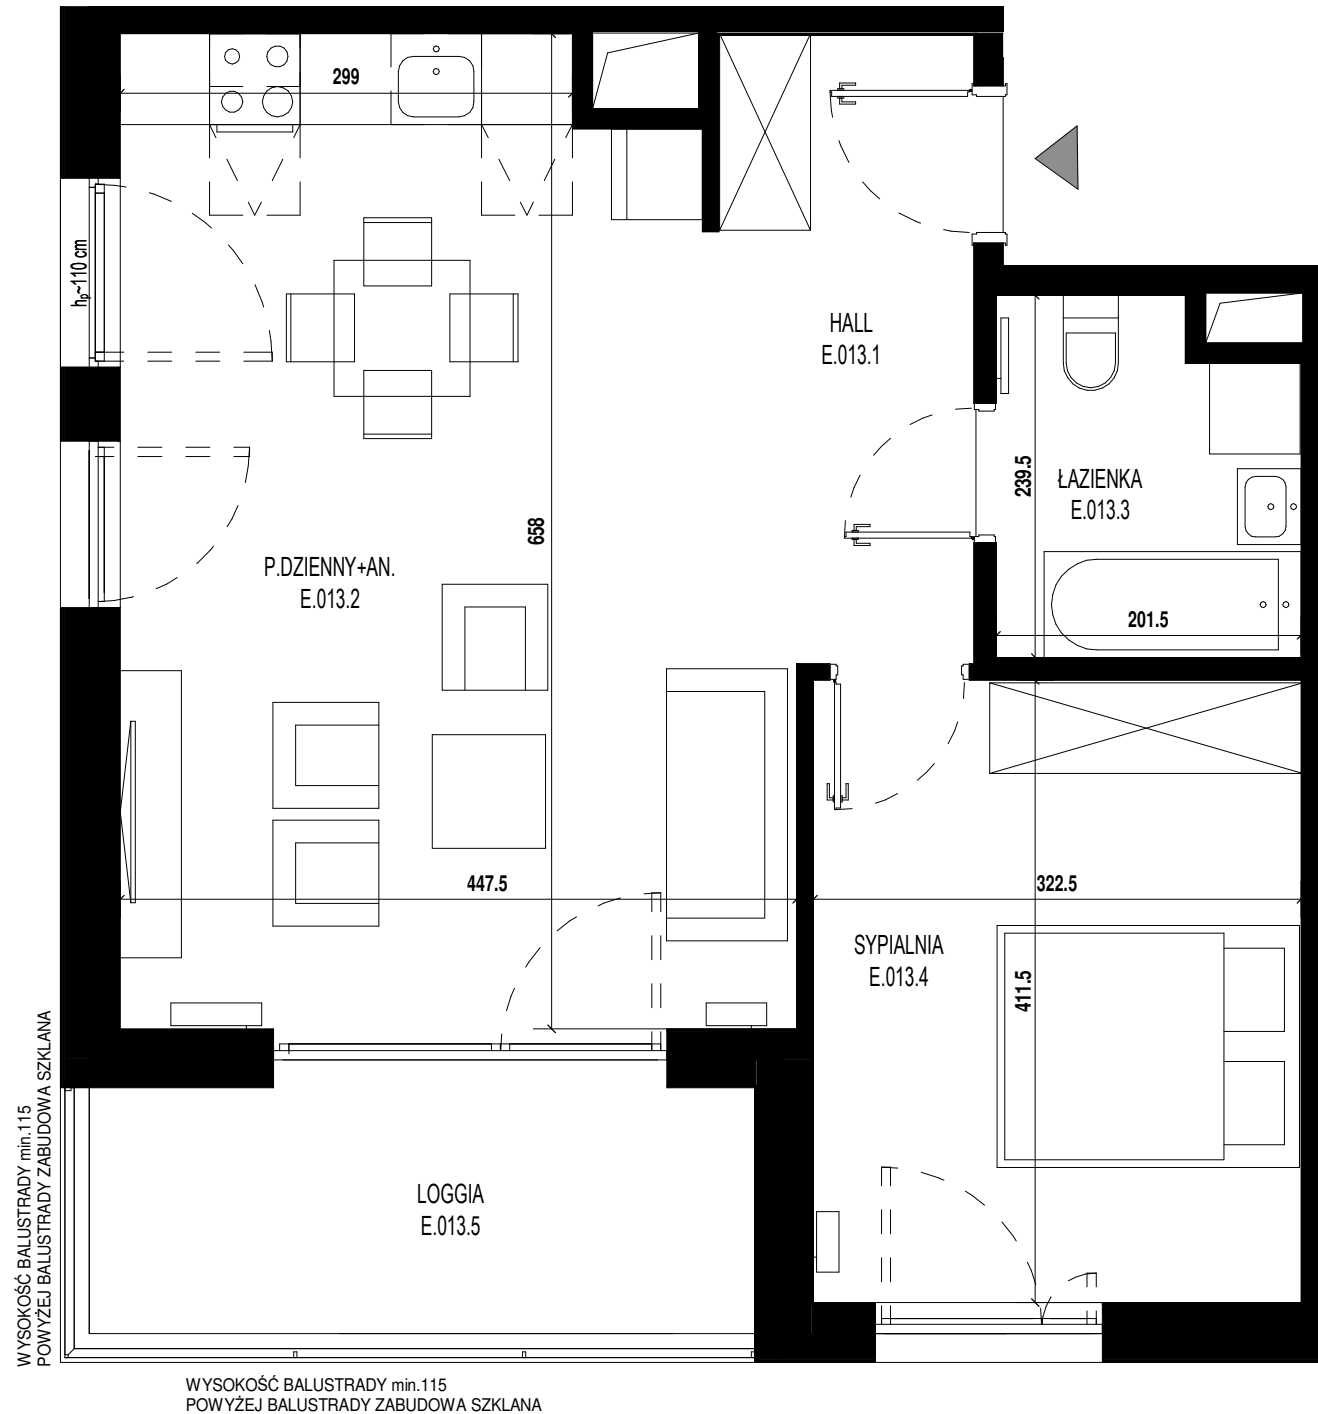 299
hp~110 cm
HALL
E.013.1
239.5
ŁAZIENKA
E.013.3
658
P.DZIENNY+AN.
E.013.2
201.5
447.5
322.5
SYPIALNIA
E.013.4
411.5
LOGGIA
E.013.5
WYSOKOŚĆ BALUSTRADY min.115
POWYŻEJ BALUSTRADY ZABUDOWA SZKLANA
WYSOKOŚĆ BALUSTRADY min.115
POWYŻEJ BALUSTRADY ZABUDOWA SZKLANA